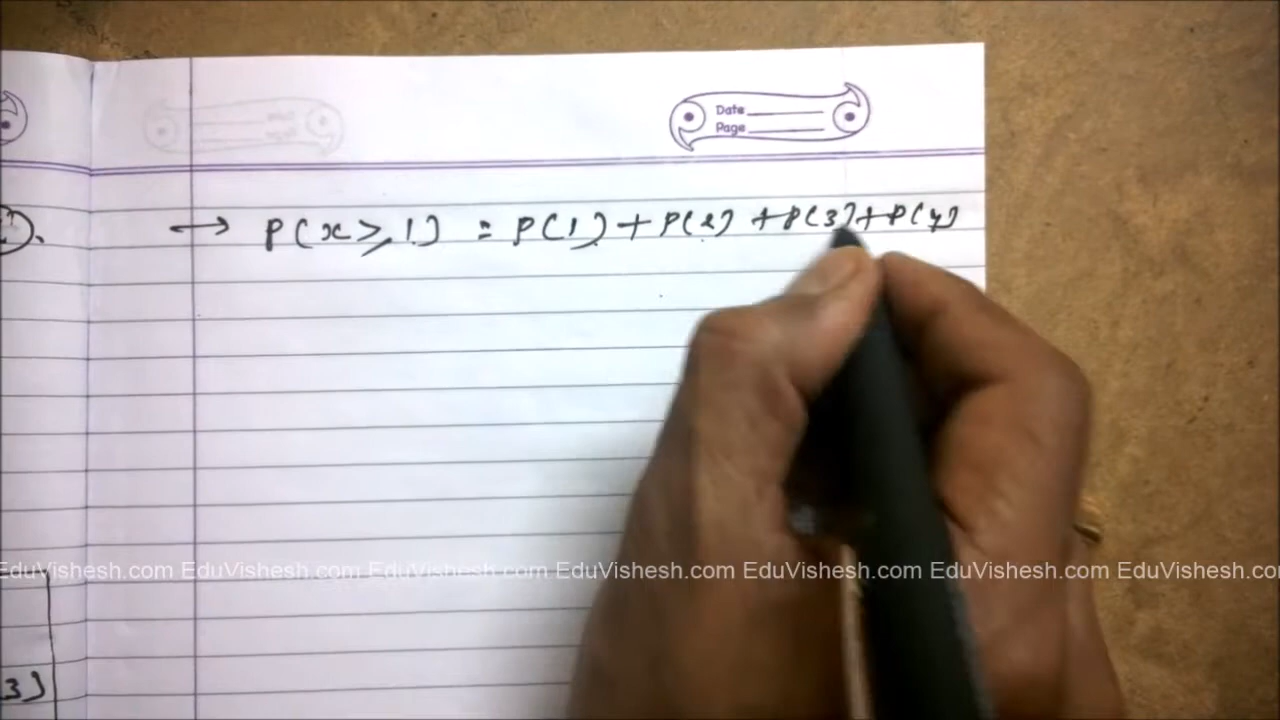 Date
Page
→ P(x ≥ 1) = P(1) + P(2) + P(3) + P(4)
EduVishesh.com EduVishesh.com EduVishesh.com EduVishesh.com EduVishesh.com EduVishesh.com EduVishesh.com
3)